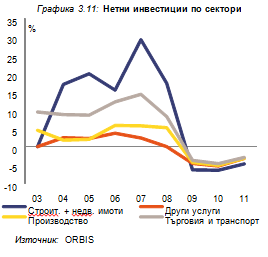 Графика 3.11: Нетни инвестиции по сектори
%
35
30
25
20
15
10
5
0
-5
-10
03 04 05 06 07 08 09 10 11
Строит. + недв. имоти Други услуги
Производство Търговия и транспорт
Източник: ORBIS